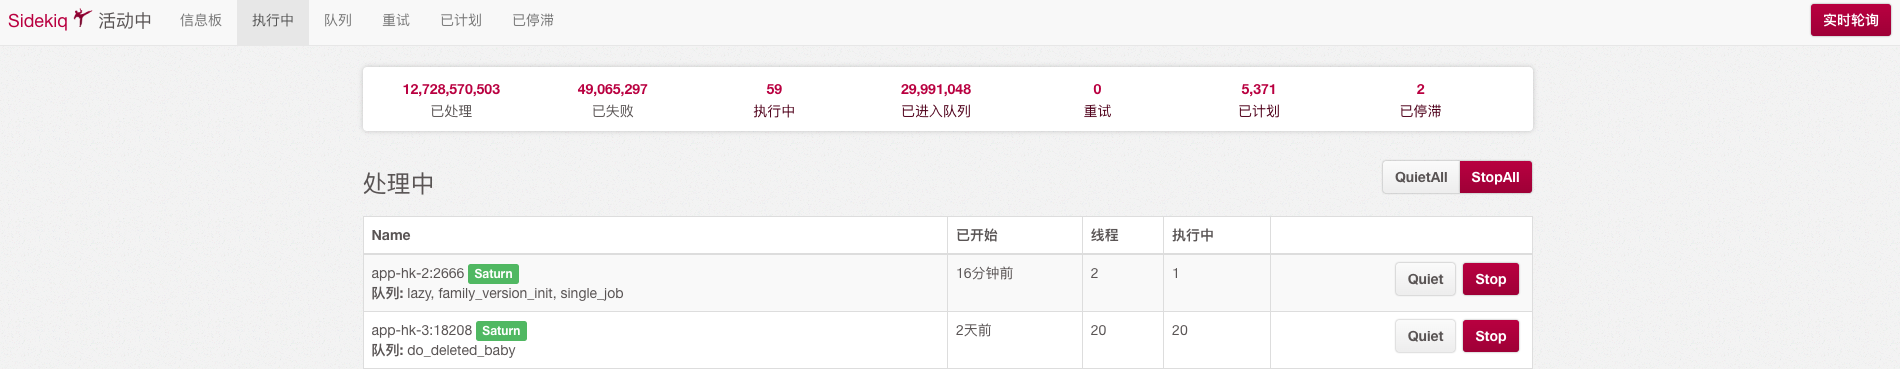 Sidekiq 活动中 信息板 执行中 队列 重试 已计划 已停滞 实时轮询
12,728,570,503 49,065,297 59 29,991,048 0 5,371 2
已处理 已失败 执行中 已进入队列 重试 已计划 已停滞
处理中 QuietAll StopAll
Name 已开始 线程 执行中
app-hk-2:2666 Saturn 16分钟前 2 1 Quiet Stop
队列: lazy, family_version_init, single_job
app-hk-3:18208 Saturn 2天前 20 20 Quiet Stop
队列: do_deleted_baby